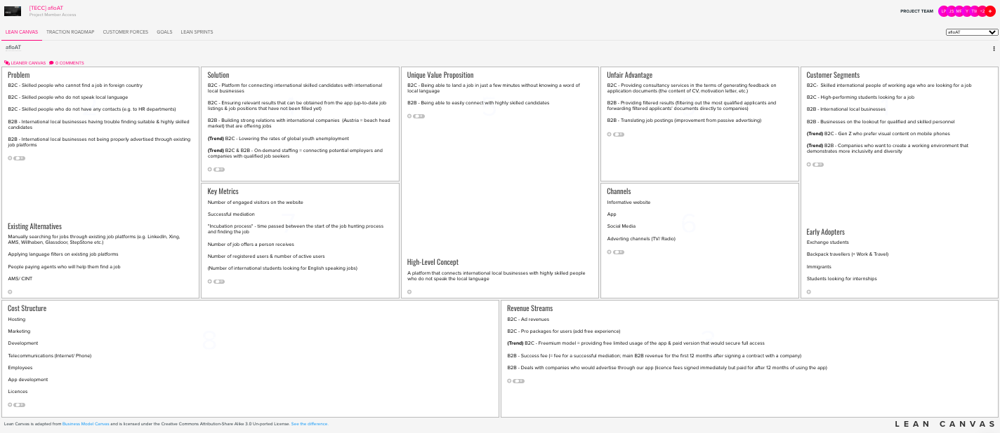 [TECC] afloAT
Project Member Access
PROJECT TEAM
LP JS MF Y TW +2 +
LEAN CANVAS TRACTION ROADMAP CUSTOMER FORCES GOALS LEAN SPRINTS
afloAT
afloAT
LEANER CANVAS 0 COMMENTS
Problem
B2C - Skilled people who cannot find a job in foreign country
B2C - Skilled people who do not speak local language
B2C - Skilled people who do not have any contacts (e.g. to HR departments)
B2B - International local businesses having trouble finding suitable & highly skilled
candidates
B2B - International local businesses not being properly advertised through existing
job platforms
Existing Alternatives
Manually searching for jobs through existing job platforms (e.g. LinkedIn, Xing,
AMS, Willhaben, Glassdoor, StepStone etc.)
Applying language filters on existing job platforms
People paying agents who will help them find a job
AMS/ CINT
Solution
B2C - Platform for connecting international skilled candidates with international
local businesses
B2C - Ensuring relevant results that can be obtained from the app (up-to-date job
listings & job positions that have not been filled yet)
B2B - Building strong relations with international companies (Austria = beach head
market) that are offering jobs
(Trend) B2C - Lowering the rates of global youth unemployment
(Trend) B2C & B2B - On-demand staffing = connecting potential employers and
companies with qualified job seekers
Key Metrics
Number of engaged visitors on the website
Successful mediation
"Incubation process" - time passed between the start of the job hunting process
and finding the job
Number of job offers a person receives
Number of registered users & number of active users
(Number of international students looking for English speaking jobs)
Unique Value Proposition
B2C - Being able to land a job in just a few minutes without knowing a word of
local language
B2B - Being able to easily connect with highly skilled candidates
High-Level Concept
A platform that connects international local businesses with highly skilled people
who do not speak the local language
Unfair Advantage
B2C - Providing consultancy services in the terms of generating feedback on
application documents (the content of CV, motivation letter, etc.)
B2B - Providing filtered results (filtering out the most qualified applicants and
forwarding filtered applicants' documents directly to companies)
B2B - Translating job postings (improvement from passive advertising)
Channels
Informative website
App
Social Media
Adverting channels (TV/ Radio)
6
Customer Segments
B2C- Skilled international people of working age who are looking for a job
B2C - High-performing students looking for a job
B2B - International local businesses
B2B - Businesses on the lookout for qualified and skilled personnel
(Trend) B2C - Gen Z who prefer visual content on mobile phones
(Trend) B2B - Companies who want to create a working environment that
demonstrates more inclusivity and diversity
Early Adopters
Exchange students
Backpack travellers (+ Work & Travel)
Immigrants
Students looking for internships
Cost Structure
Hosting
Marketing
Development
Telecommunications (Internet/ Phone)
Employees
App development
Licences
8
Revenue Streams
B2C - Ad revenues
B2C - Pro packages for users (add free experience)
(Trend) B2C - Freemium model = providing free limited usage of the app & paid version that would secure full access
B2B - Success fee (= fee for a successful mediation; main B2B revenue for the first 12 months after signing a contract with a company)
B2B - Deals with companies who would advertise through our app (licence fees signed immediately but paid for after 12 months of using the app)
Lean Canvas is adapted from Business Model Canvas and is licensed under the Creative Commons Attribution-Share Alike 3.0 Un-ported License. See the difference.
LEAN CANVAS